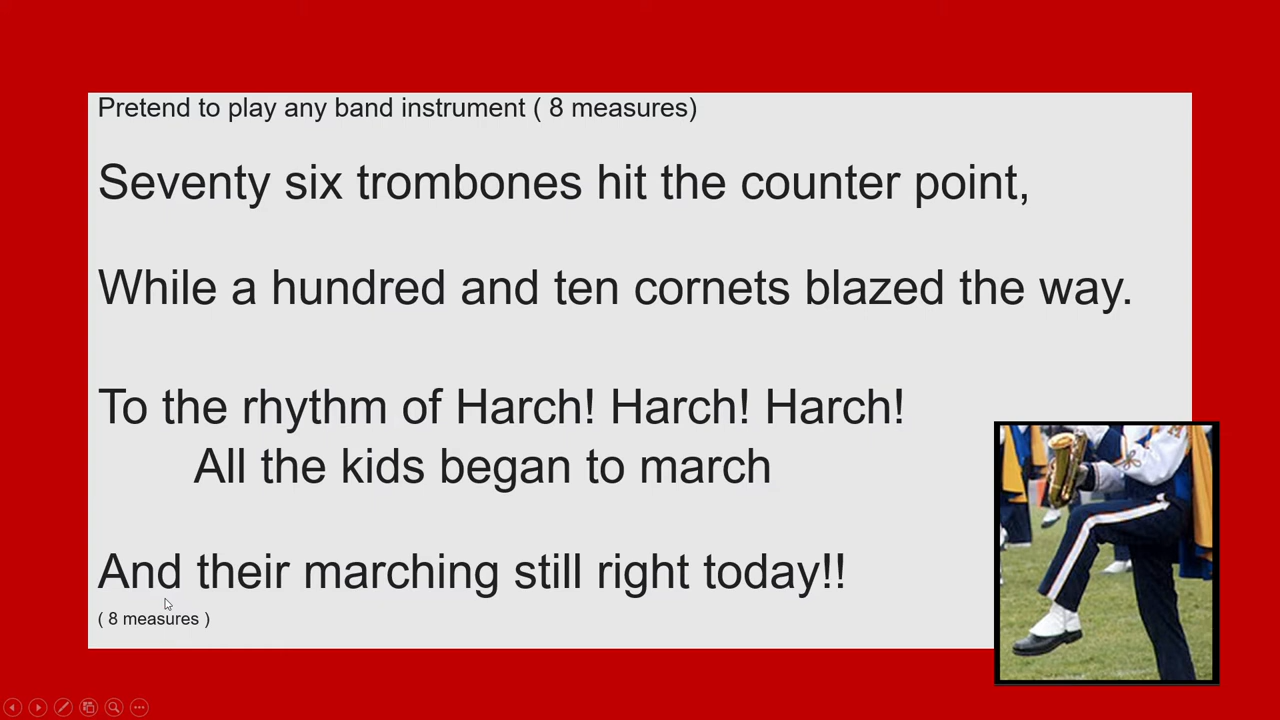 Pretend to play any band instrument ( 8 measures)
Seventy six trombones hit the counter point,
While a hundred and ten cornets blazed the way.
To the rhythm of Harch! Harch! Harch!
All the kids began to march
And their marching still right today!!
( 8 measures )